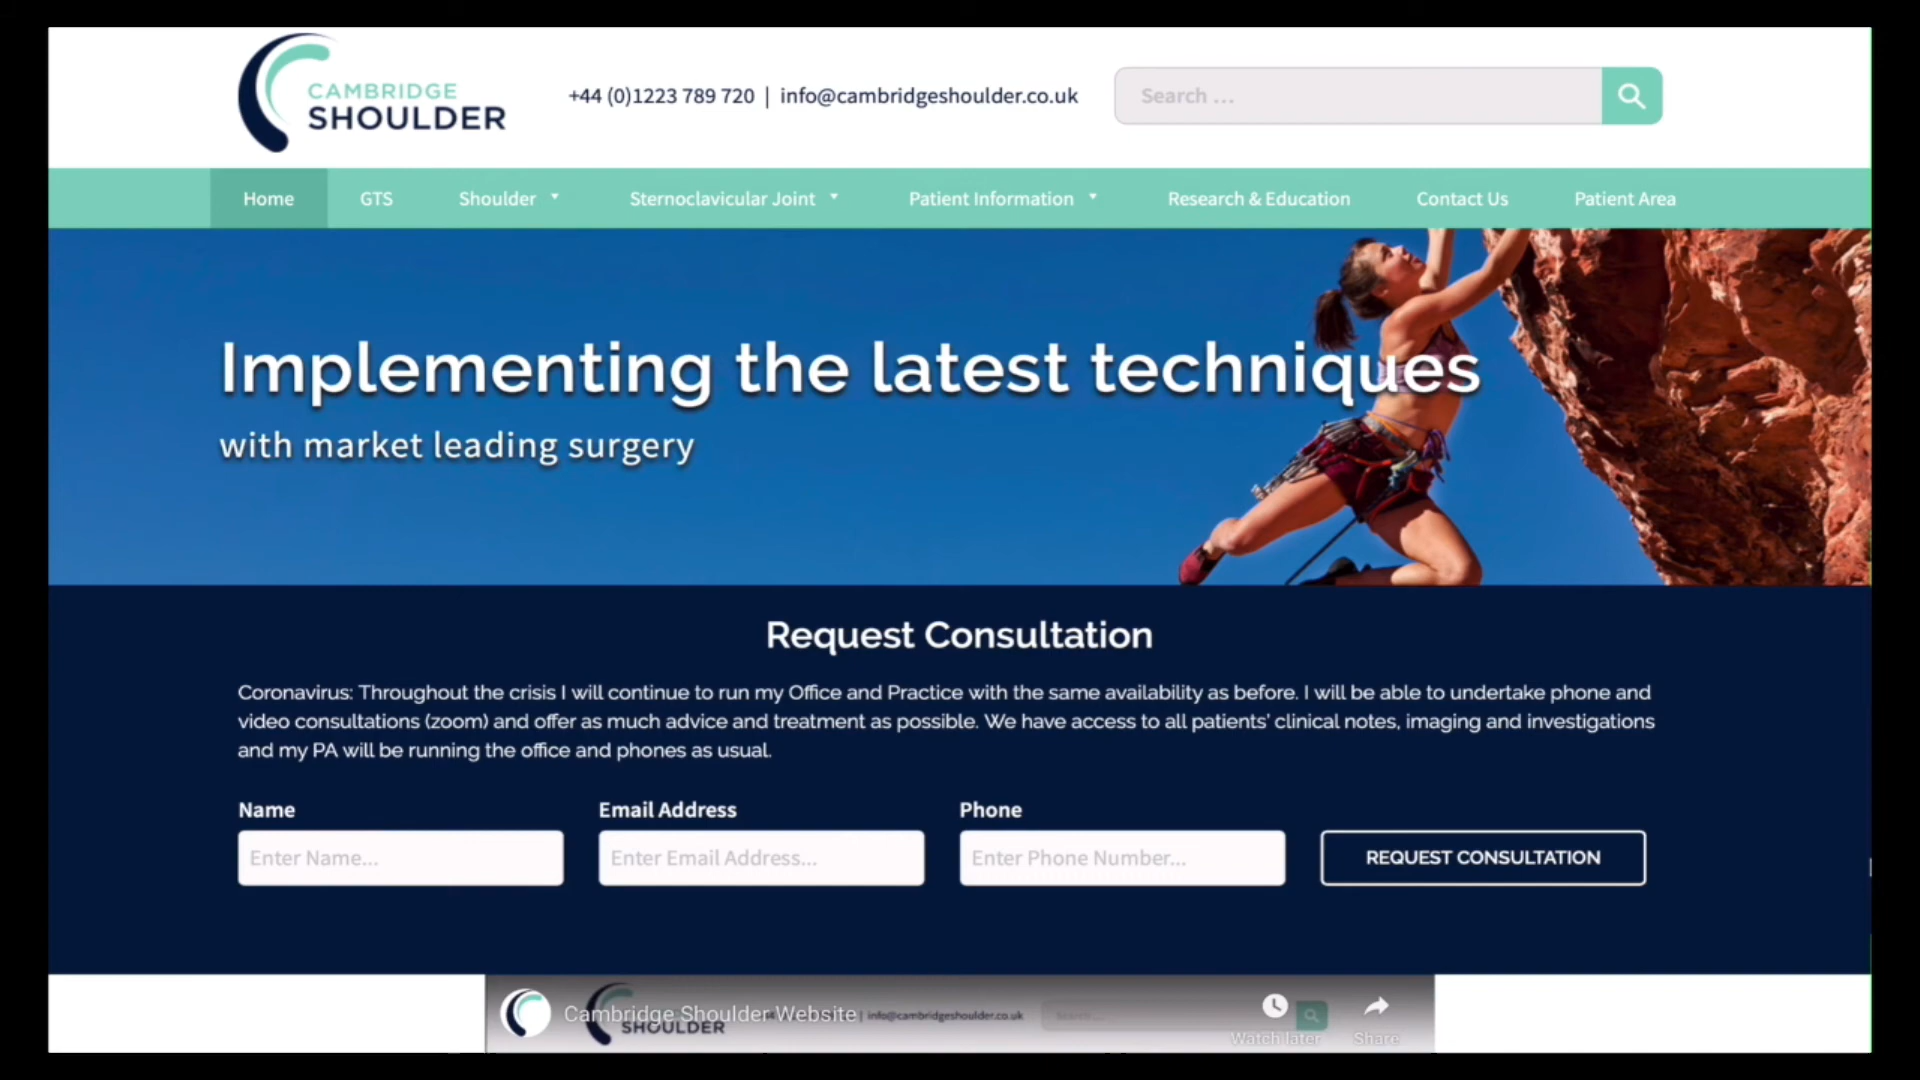 CAMBRIDGE
SHOULDER
+44 (0)1223 789 720 | info@cambridgeshoulder.co.uk
Search ...
Home GTS Shoulder Sternoclavicular Joint Patient Information Research & Education Contact Us Patient Area
Implementing the latest techniques
with market leading surgery
Request Consultation
Coronavirus: Throughout the crisis I will continue to run my Office and Practice with the same availability as before. I will be able to undertake phone and
video consultations (zoom) and offer as much advice and treatment as possible. We have access to all patients' clinical notes, imaging and investigations
and my PA will be running the office and phones as usual.
Name Email Address Phone
Enter Name... Enter Email Address... Enter Phone Number... REQUEST CONSULTATION
Cambridge Shoulder Website
SHOULDER
| info@cambridgeshoulder.co.uk
Watch later Share